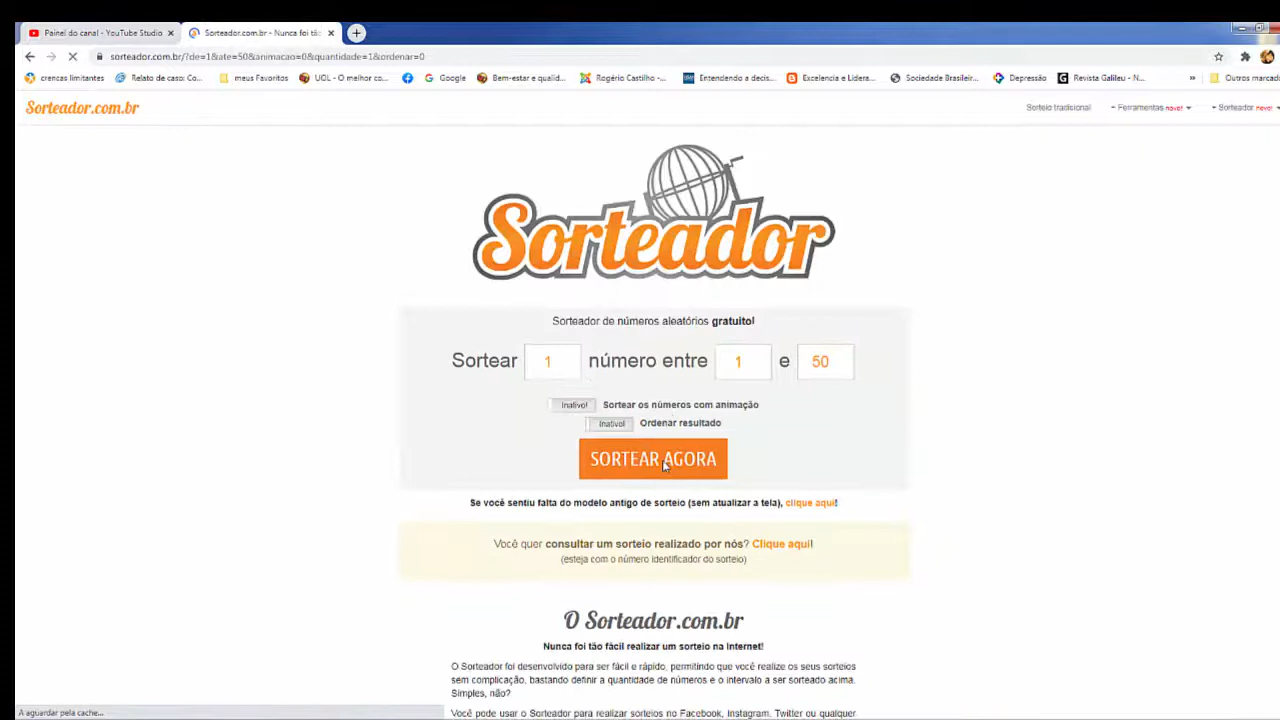 Painel do canal - YouTube Studio
Sorteador.com.br - Nunca foi tão
sorteador.com.br/?de=1&ate=50&animacao=0&quantidade=1&ordenar=0
crencas limitantes
Relato de caso: Co...
meus Favoritos
UOL - O melhor co...
Google
Bem-estar e qualid...
Rogério Castilho -...
Entendendo a decis...
Excelencia e Lidera...
Sociedade Brasileir...
Depressão
Revista Galileu - N...
»
Outros marcado
Sorteador.com.br
Sorteio tradicional
Ferramentas novo!
Sorteador novo!
Sorteador
Sorteador de números aleatórios gratuito!
Sortear 1 número entre 1 e 50
Inativo! Sortear os números com animação
Inativo! Ordenar resultado
SORTEAR AGORA
Se você sentiu falta do modelo antigo de sorteio (sem atualizar a tela), clique aqui!
Você quer consultar um sorteio realizado por nós? Clique aqui!
(esteja com o número identificador do sorteio)
O Sorteador.com.br
Nunca foi tão fácil realizar um sorteio na Internet!
O Sorteador foi desenvolvido para ser fácil e rápido, permitindo que você realize os seus sorteios
sem complicação, bastando definir a quantidade de números e o intervalo a ser sorteado acima.
Simples, não?
Você pode usar o Sorteador para realizar sorteios no Facebook, Instagram, Twitter ou qualquer
A aguardar pela cache...